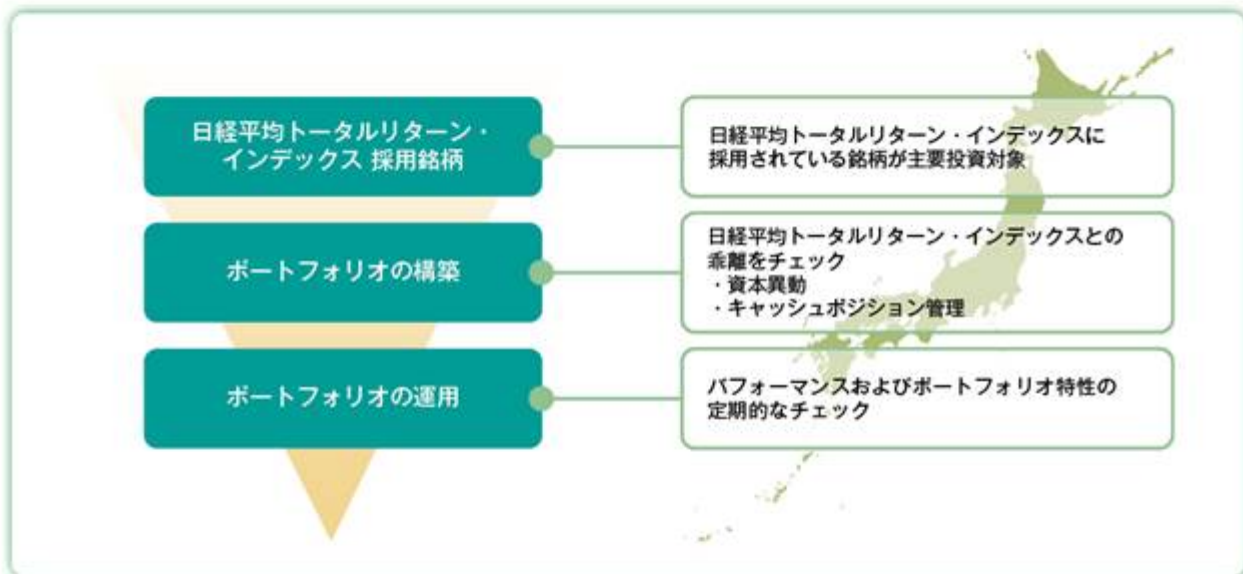 日経平均トータルリターン・
インデックス 採用銘柄
日経平均トータルリターン・インデックスに
採用されている銘柄が主要投資対象
ポートフォリオの構築
日経平均トータルリターン・インデックスとの
乖離をチェック
・資本異動
・キャッシュポジション管理
ポートフォリオの運用
パフォーマンスおよびポートフォリオ特性の
定期的なチェック